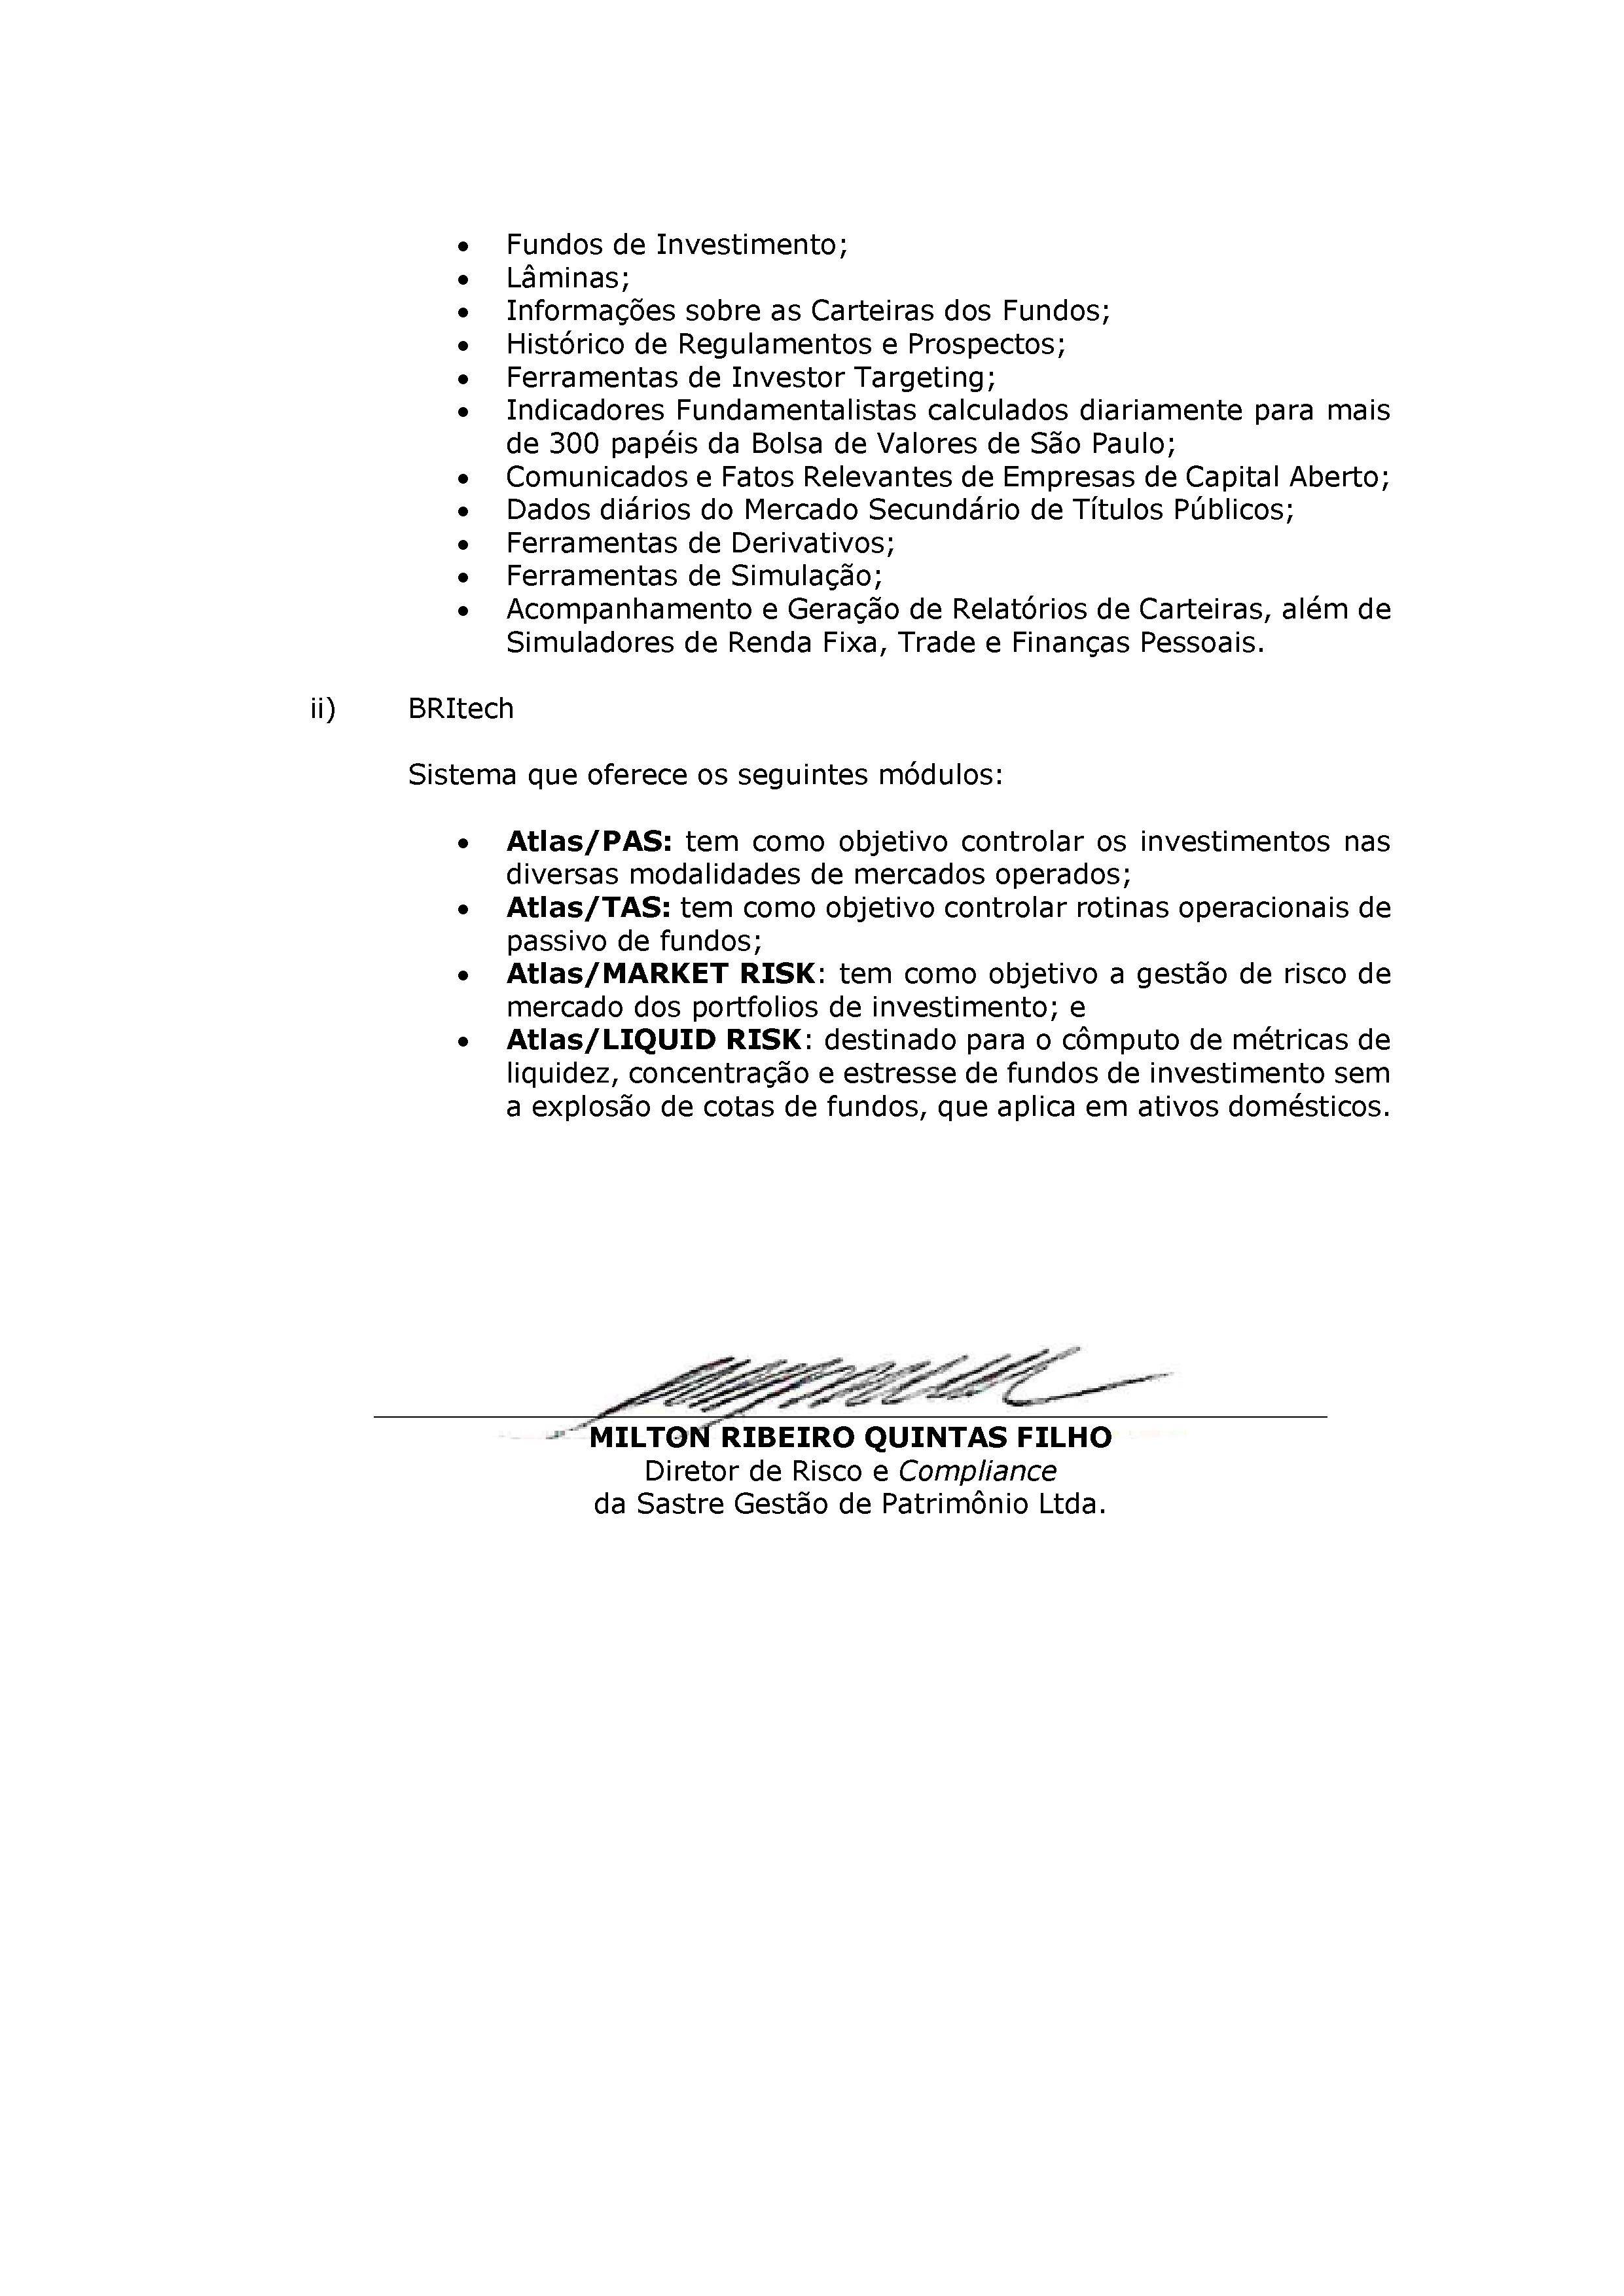 • Fundos de Investimento;
• Lâminas;
• Informações sobre as Carteiras dos Fundos;
• Histórico de Regulamentos e Prospectos;
• Ferramentas de Investor Targeting;
• Indicadores Fundamentalistas calculados diariamente para mais
de 300 papéis da Bolsa de Valores de São Paulo;
• Comunicados e Fatos Relevantes de Empresas de Capital Aberto;
• Dados diários do Mercado Secundário de Títulos Públicos;
• Ferramentas de Derivativos;
• Ferramentas de Simulação;
• Acompanhamento e Geração de Relatórios de Carteiras, além de
Simuladores de Renda Fixa, Trade e Finanças Pessoais.
ii) BRItech
Sistema que oferece os seguintes módulos:
• Atlas/PAS: tem como objetivo controlar os investimentos nas
diversas modalidades de mercados operados;
• Atlas/TAS: tem como objetivo controlar rotinas operacionais de
passivo de fundos;
• Atlas/MARKET RISK: tem como objetivo a gestão de risco de
mercado dos portfolios de investimento; e
• Atlas/LIQUID RISK: destinado para o cômputo de métricas de
liquidez, concentração e estresse de fundos de investimento sem
a explosão de cotas de fundos, que aplica em ativos domésticos.
MILTON RIBEIRO QUINTAS FILHO
Diretor de Risco e Compliance
da Sastre Gestão de Patrimônio Ltda.